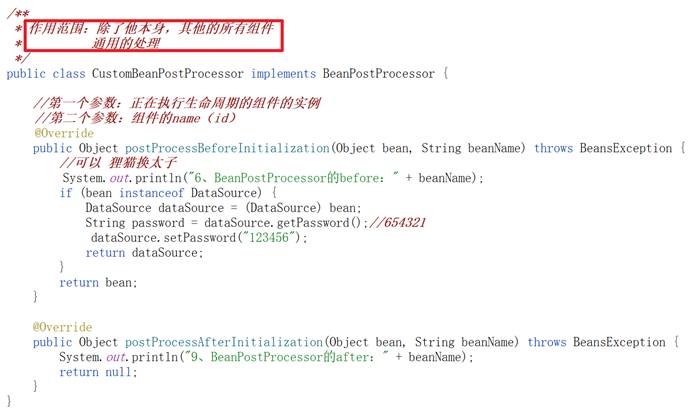 /**
 * 作用范围：除了他本身，其他的所有组件
 *          通用的处理
 */
public class CustomBeanPostProcessor implements BeanPostProcessor {

    //第一个参数：正在执行生命周期的组件的实例
    //第二个参数：组件的name（id）
    @Override
    public Object postProcessBeforeInitialization(Object bean, String beanName) throws BeansException {
        //可以 狸猫换太子
        System.out.println("6、BeanPostProcessor的before：" + beanName);
        if (bean instanceof DataSource) {
            DataSource dataSource = (DataSource) bean;
            String password = dataSource.getPassword();//654321
            dataSource.setPassword("123456");
            return dataSource;
        }
        return bean;
    }

    @Override
    public Object postProcessAfterInitialization(Object bean, String beanName) throws BeansException {
        System.out.println("9、BeanPostProcessor的after：" + beanName);
        return null;
    }
}